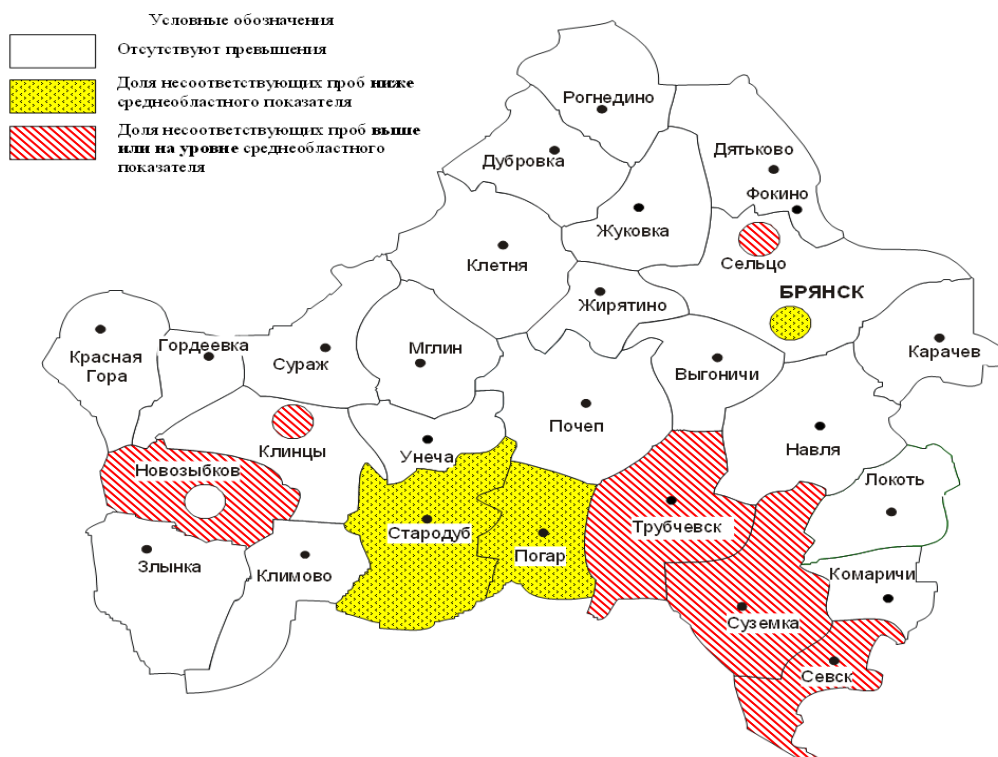 Условные обозначения
Отсутствуют превышения
Доля несоответствующих проб ниже
среднеобластного показателя
Доля несоответствующих проб выше
или на уровне среднеобластного
показателя
Рогнедино
Дубровка
Дятьково
Фокино
Жуковка
Клетня
Сельцо
Жирятино
БРЯНСК
Красная
Гора
Гордеевка
Сураж
Мглин
Выгоничи
Карачев
Клинцы
Унеча
Почеп
Навля
Новозыбков
Локоть
Стародуб
Погар
Трубчевск
Злынка
Климово
Комаричи
Суземка
Севск